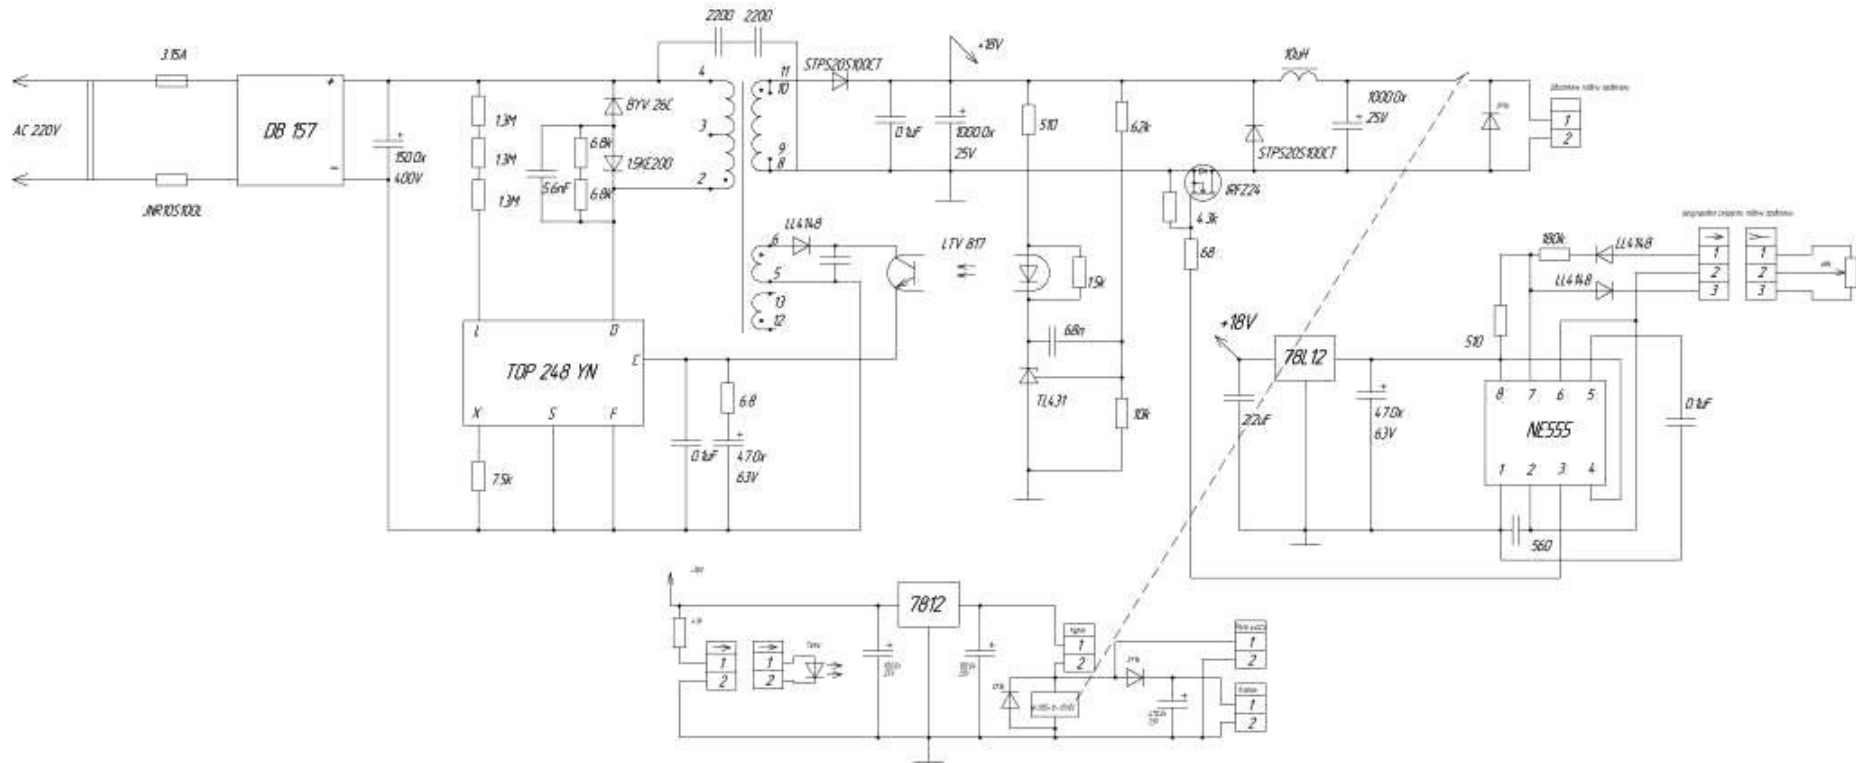 2200 2200
3.15A
AC 220V
DB 157
+
-
JNR10S100L
150.0x
400V
1.3M
1.3M
1.3M
BYV 26C
6.8k
5.6nF
1.5KE200
6.8k
4
3
2
11
10
9
8
6
5
13
12
STPS20S100CT
0.1uF
+18V
1000.0x
25V
510
6.2k
10uH
STPS20S100CT
1000.0x
25V
1
2
IRFZ24
4.3k
68
LL4148
LTV 817
1.5k
68n
TL431
10k
TOP 248 YN
L
D
C
X
S
F
7.5k
0.1uF
6.8
47.0x
63V
+18V
78L12
2.2uF
47.0x
63V
180k
LL4148
LL4148
510
1
2
3
1
2
3
8 7 6 5
NE555
1 2 3 4
0.1uF
560
7812
1
2
1
2
1
2
1
2
1
2